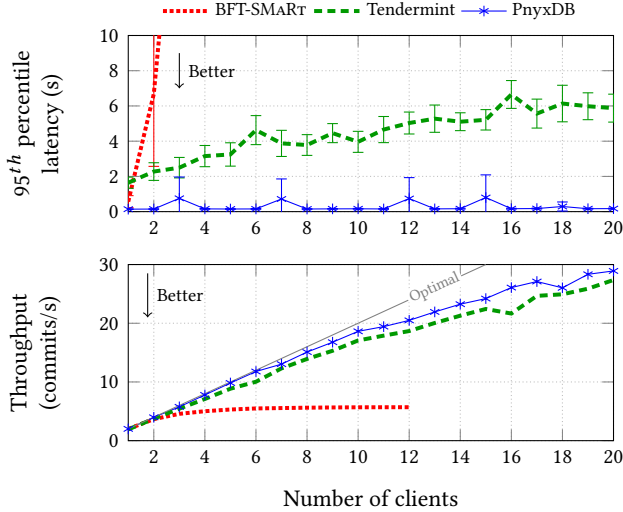 BFT-SMART Tendermint PnyxDB
95th percentile
latency (s)
10
8
6
4
2
0
Better
2 4 6 8 10 12 14 16 18 20
Throughput
(commits/s)
30
20
10
0
Better
Optimal
2 4 6 8 10 12 14 16 18 20
Number of clients